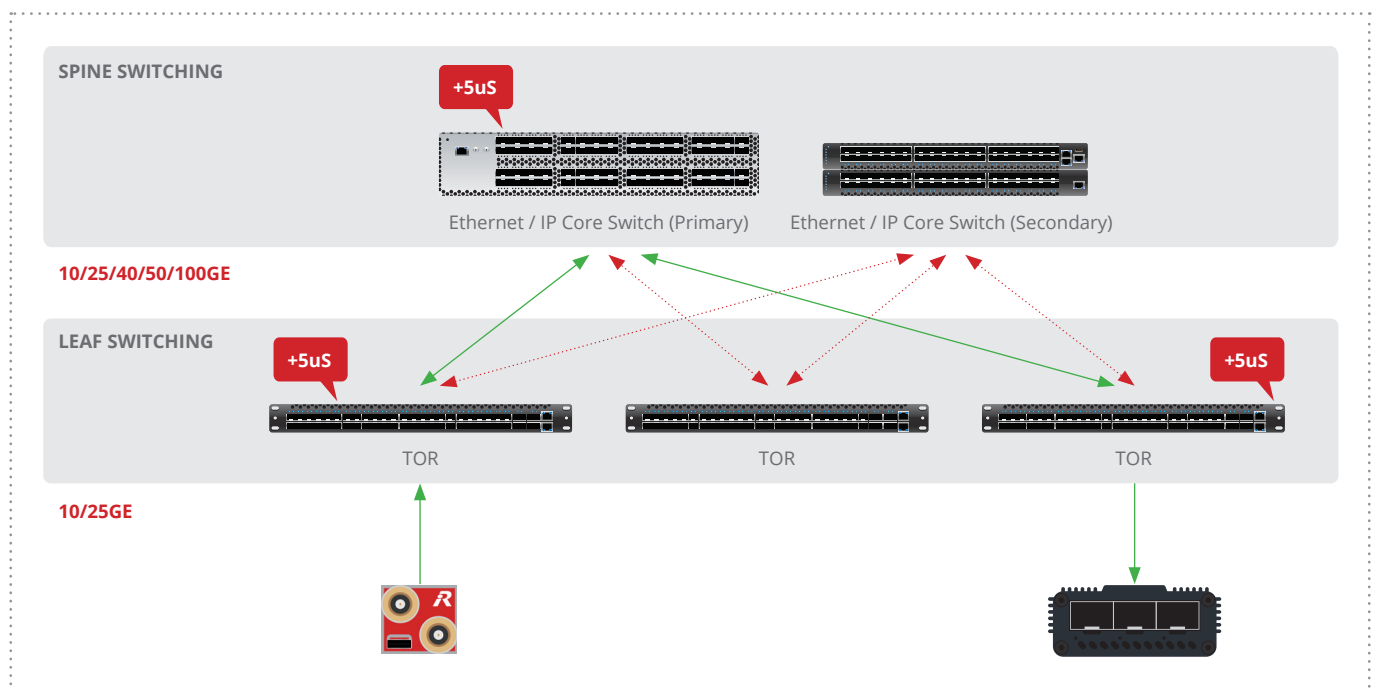 SPINE SWITCHING
+5uS
Ethernet / IP Core Switch (Primary)
Ethernet / IP Core Switch (Secondary)
10/25/40/50/100GE
LEAF SWITCHING
+5uS
+5uS
TOR
TOR
TOR
10/25GE
R